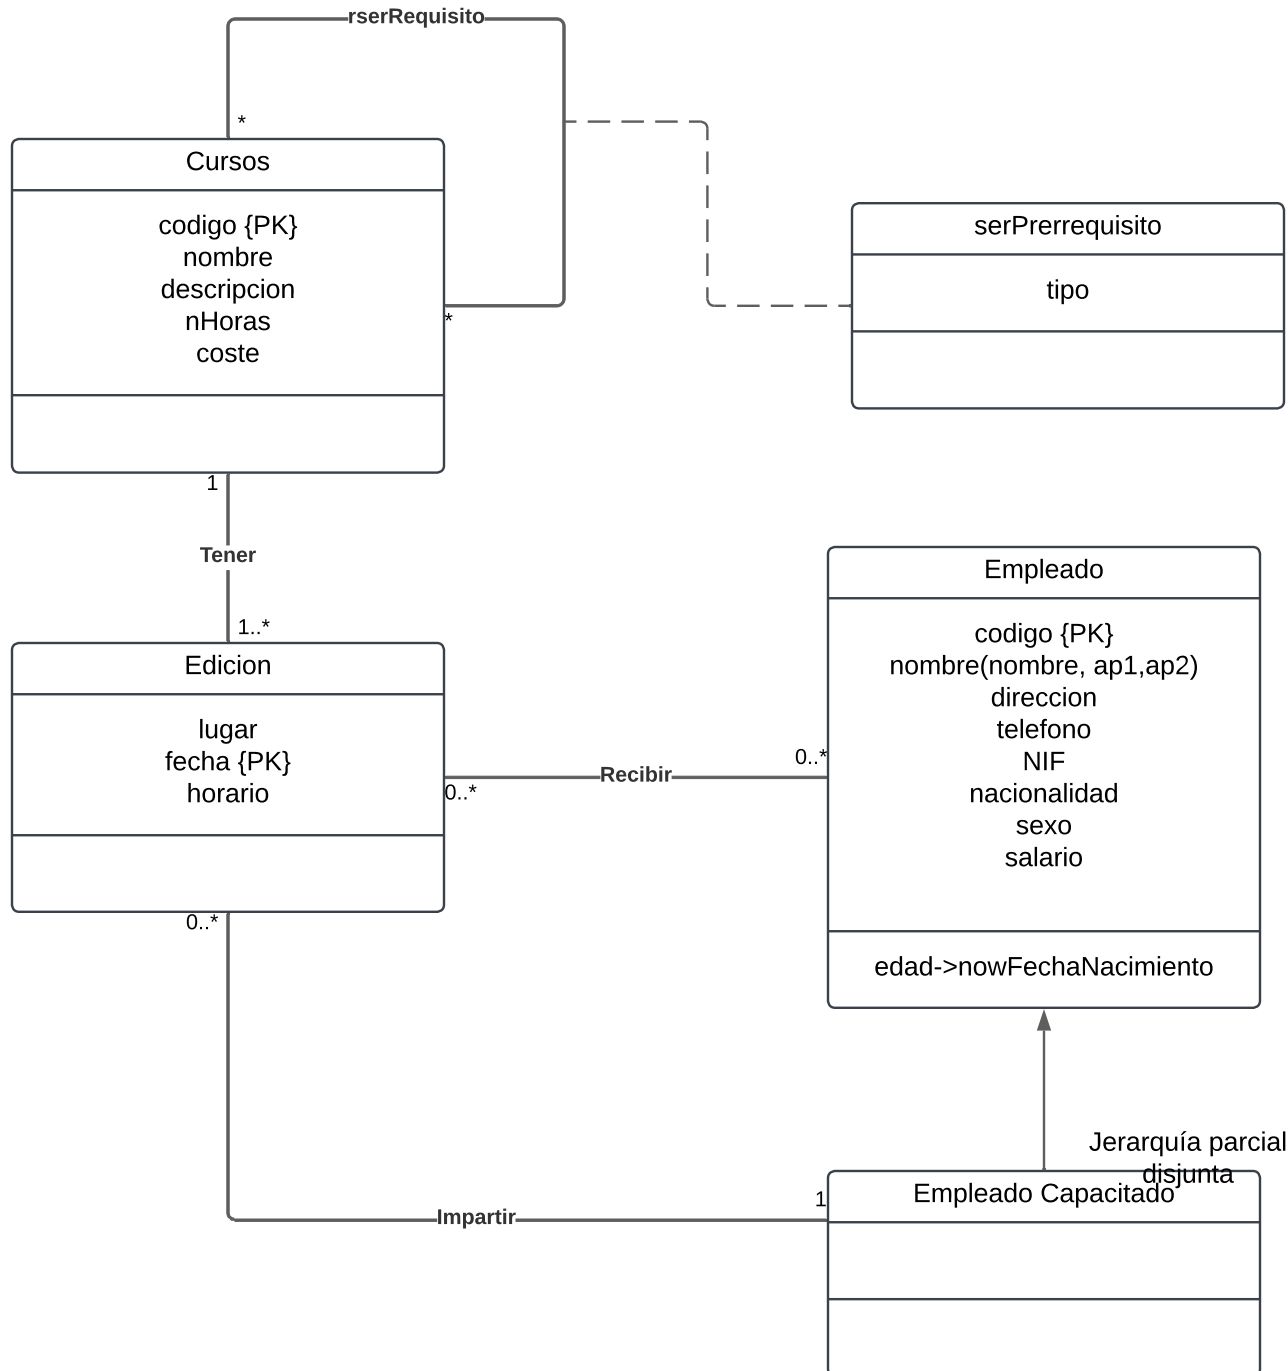 rserRequisito
*
Cursos
codigo {PK}
nombre
descripcion
nHoras
coste
*
serPrerrequisito
tipo
1
Tener
1..*
Edicion
lugar
fecha {PK}
horario
0..*
Recibir
0..*
Empleado
codigo {PK}
nombre(nombre, ap1,ap2)
direccion
telefono
NIF
nacionalidad
sexo
salario
edad->nowFechaNacimiento
0..*
Impartir
1
Jerarquía parcial
disjunta
Empleado Capacitado